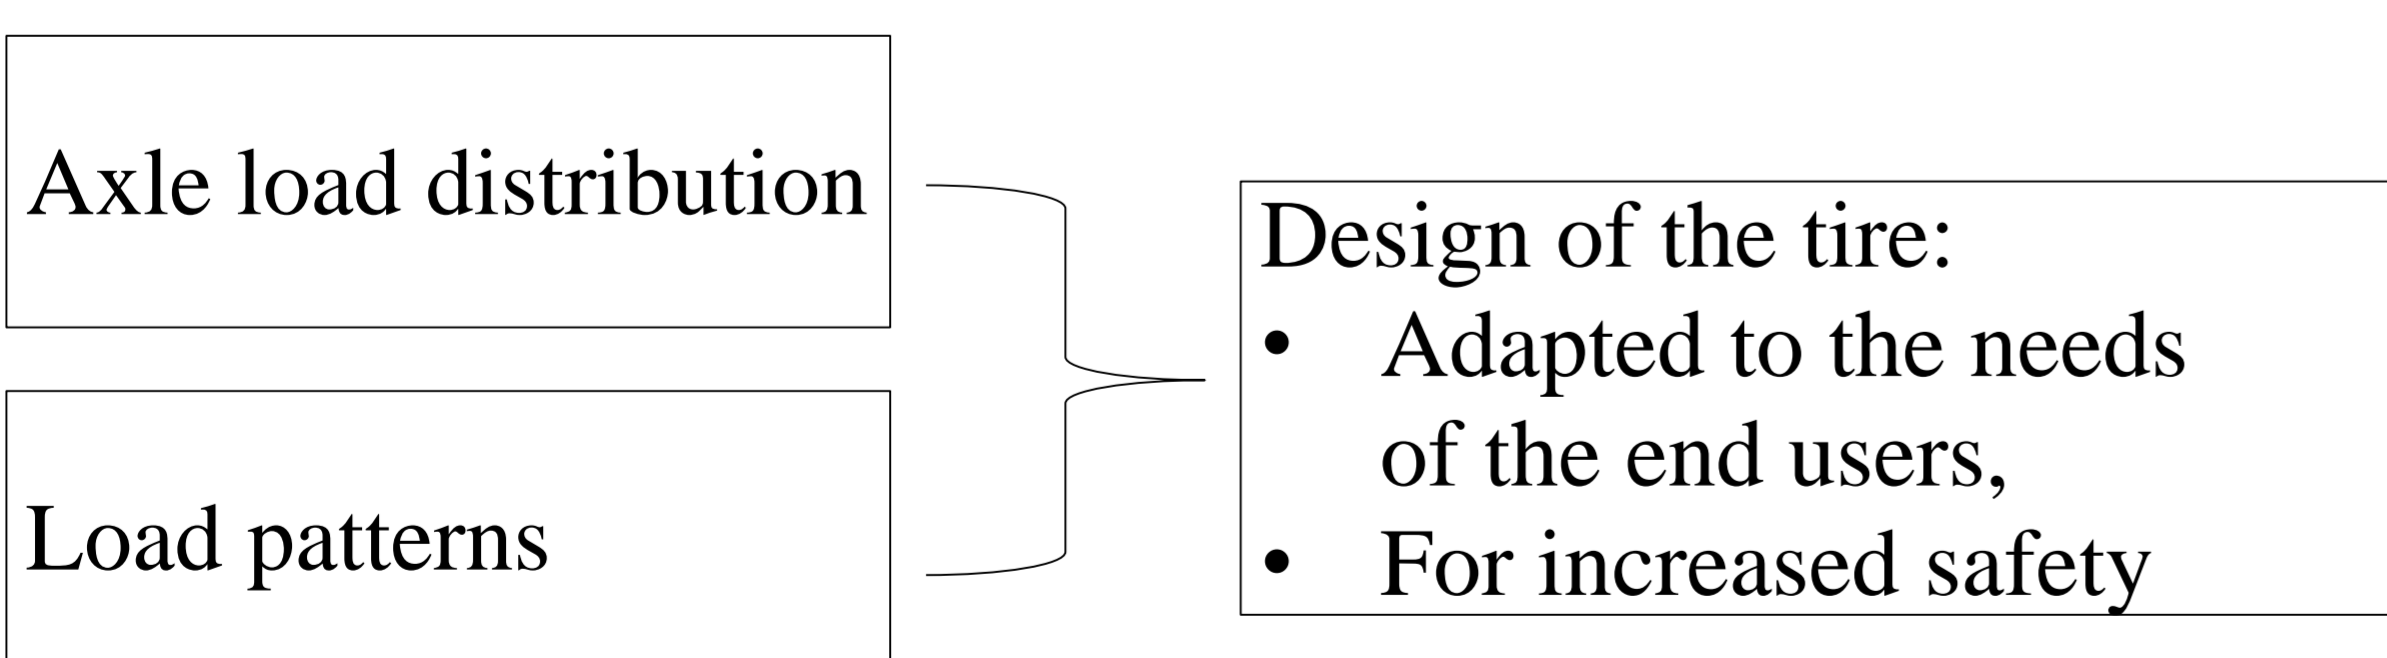 Axle load distribution
Load patterns
Design of the tire:
• Adapted to the needs
of the end users,
• For increased safety